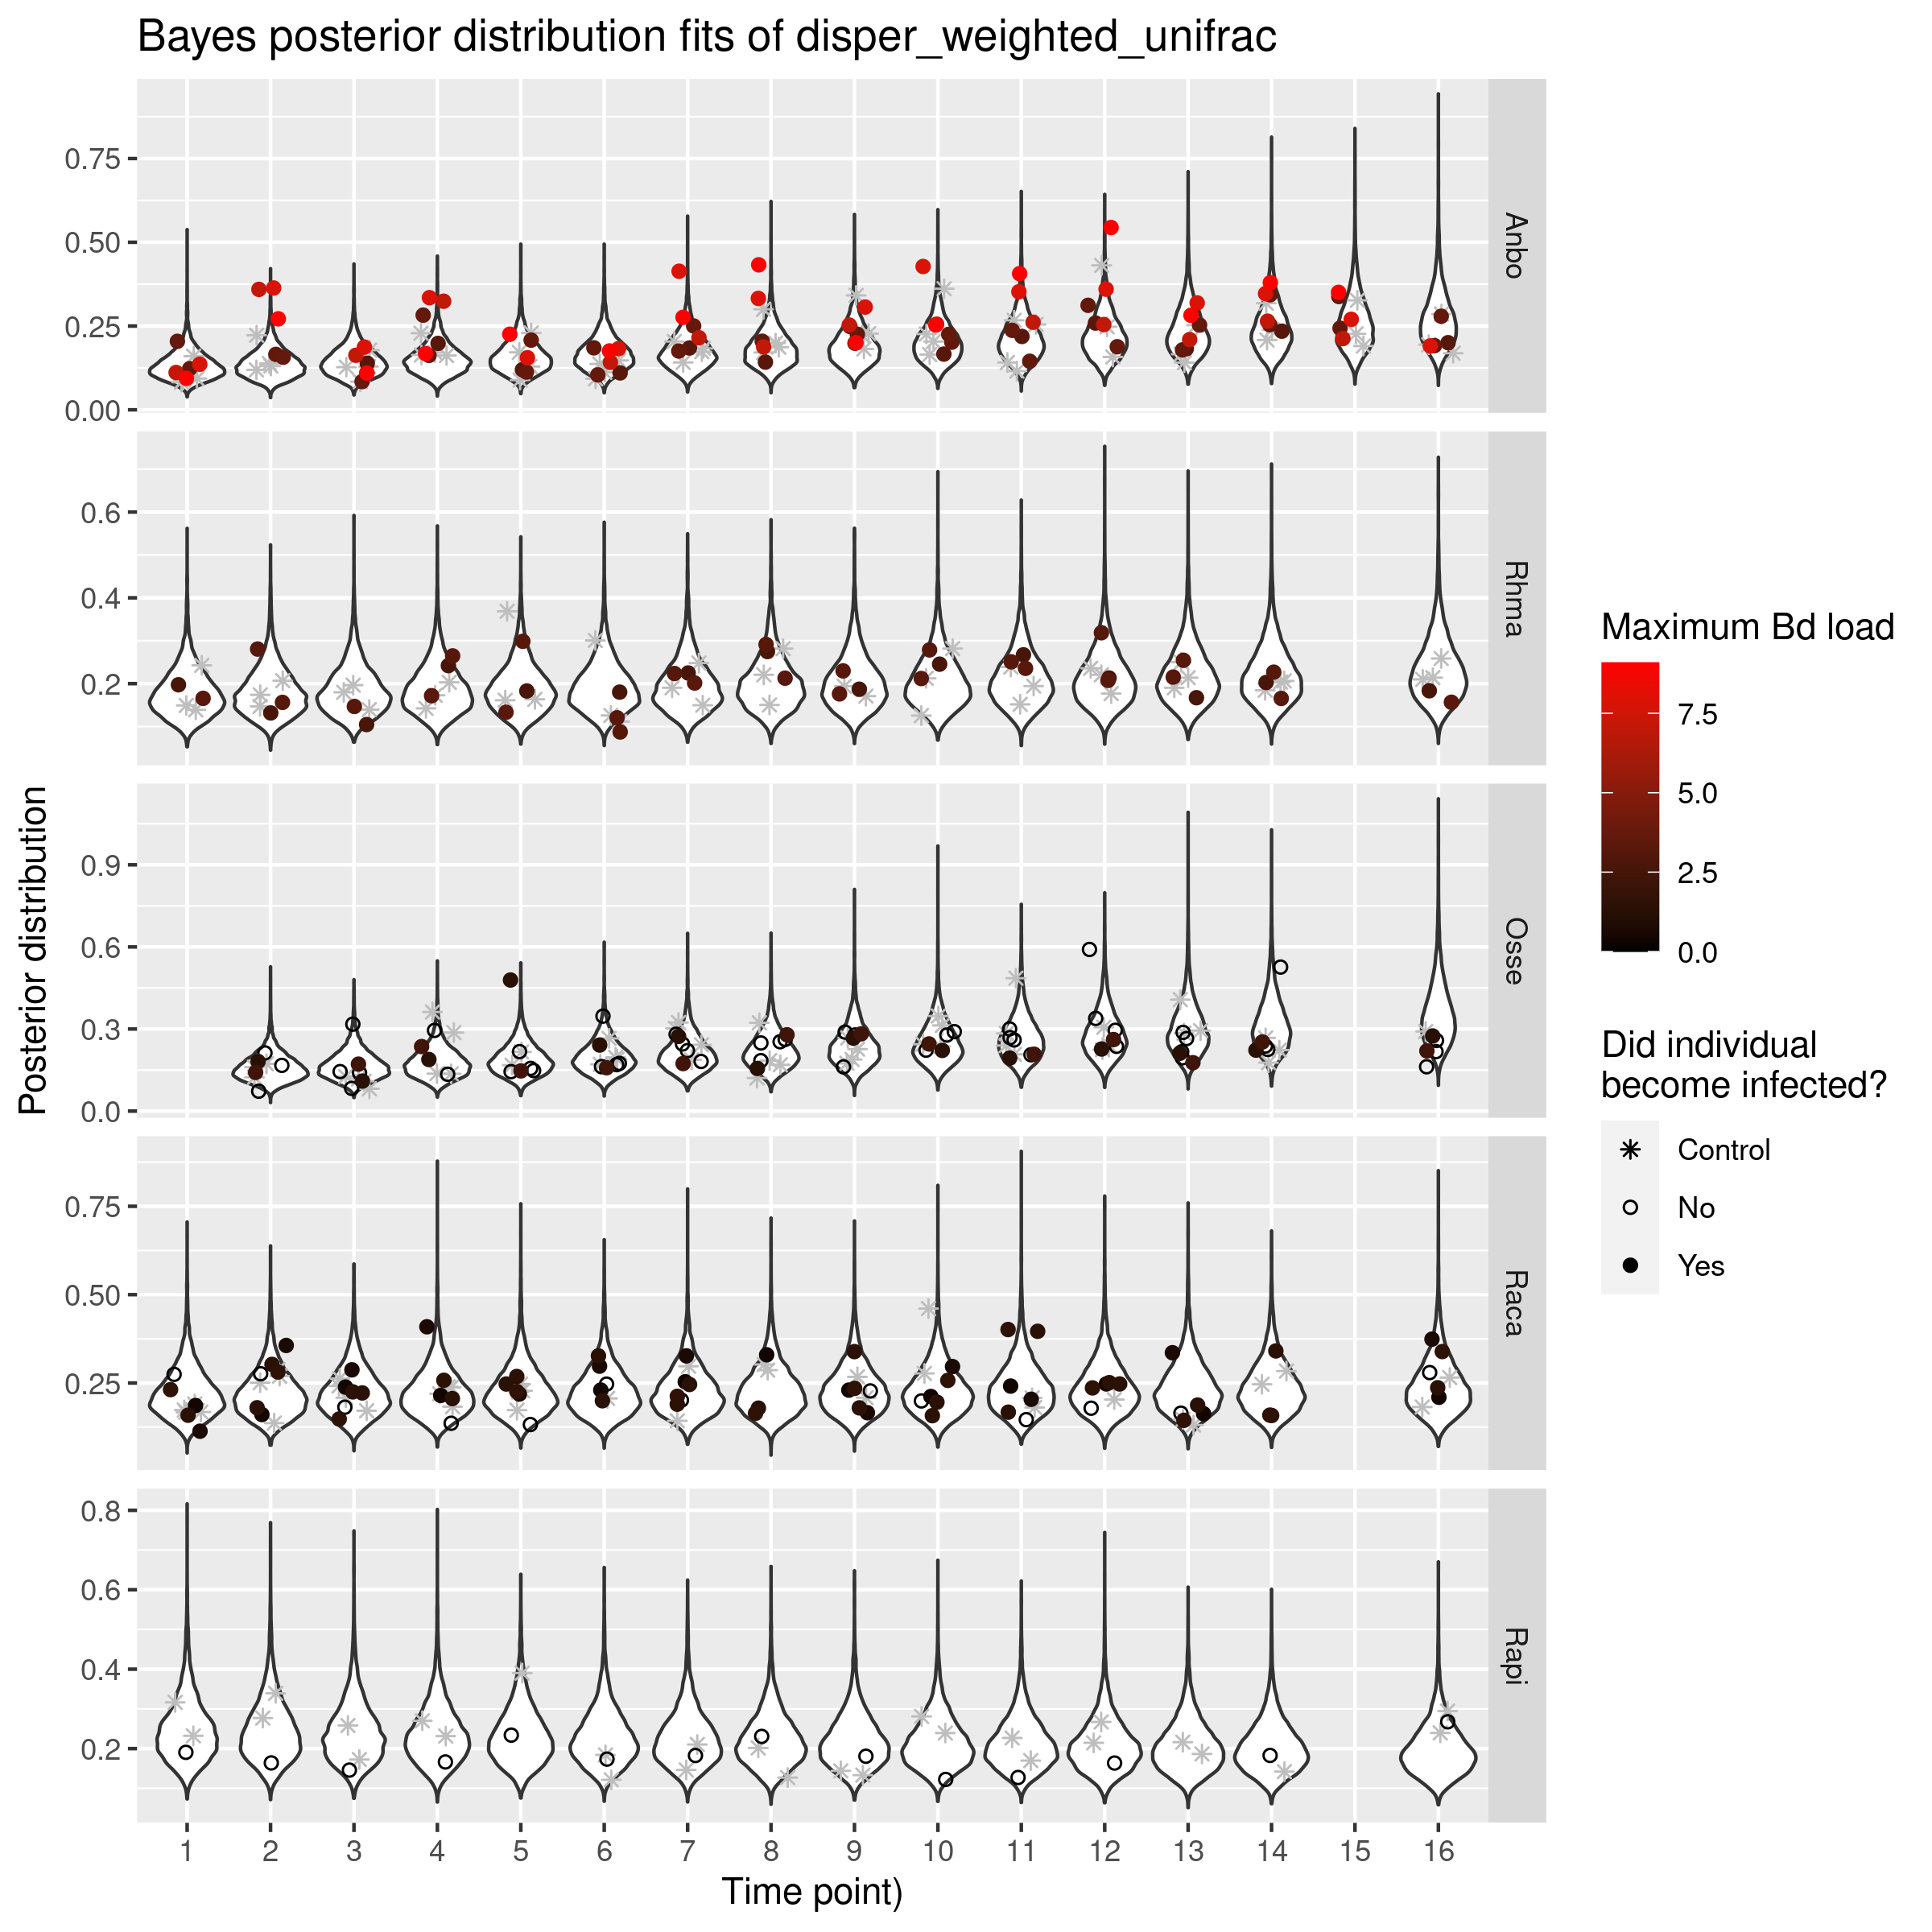 Bayes posterior distribution fits of disper_weighted_unifrac
Posterior distribution
0.75
0.50
0.25
0.00
Anbo
0.6
0.4
0.2
Rhma
0.9
0.6
0.3
0.0
Osse
0.75
0.50
0.25
Raca
0.8
0.6
0.4
0.2
Rapi
1 2 3 4 5 6 7 8 9 10 11 12 13 14 15 16
Time point)
Maximum Bd load
7.5
5.0
2.5
0.0
Did individual
become infected?
Control
No
Yes